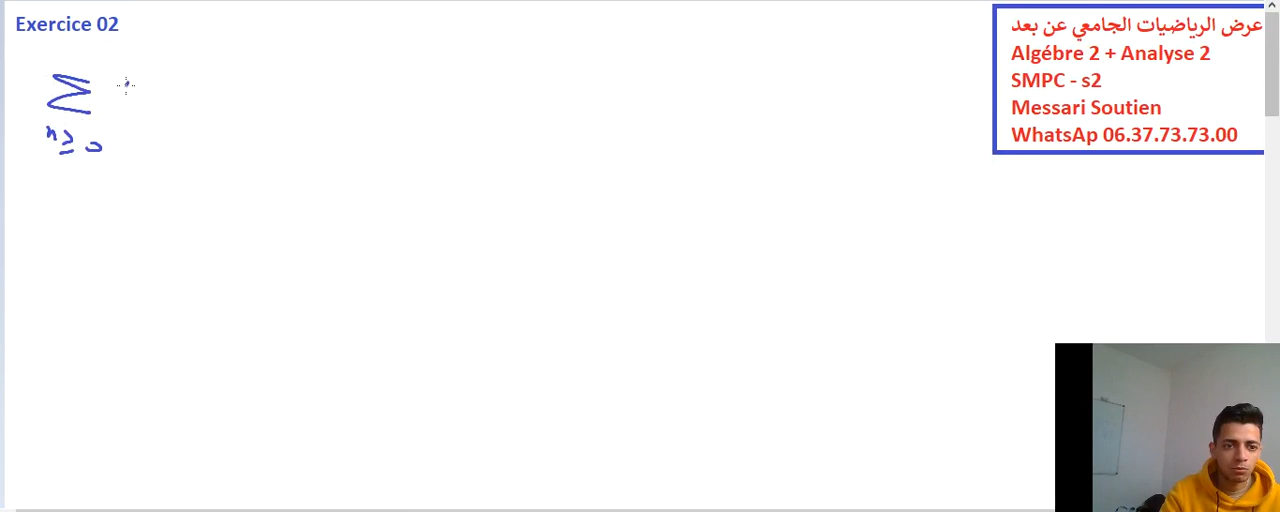 Exercice 02
Σ
n ≥ 0
عرض الرياضيات الجامعي عن بعد
Algébre 2 + Analyse 2
SMPC - s2
Messari Soutien
WhatsAp 06.37.73.73.00